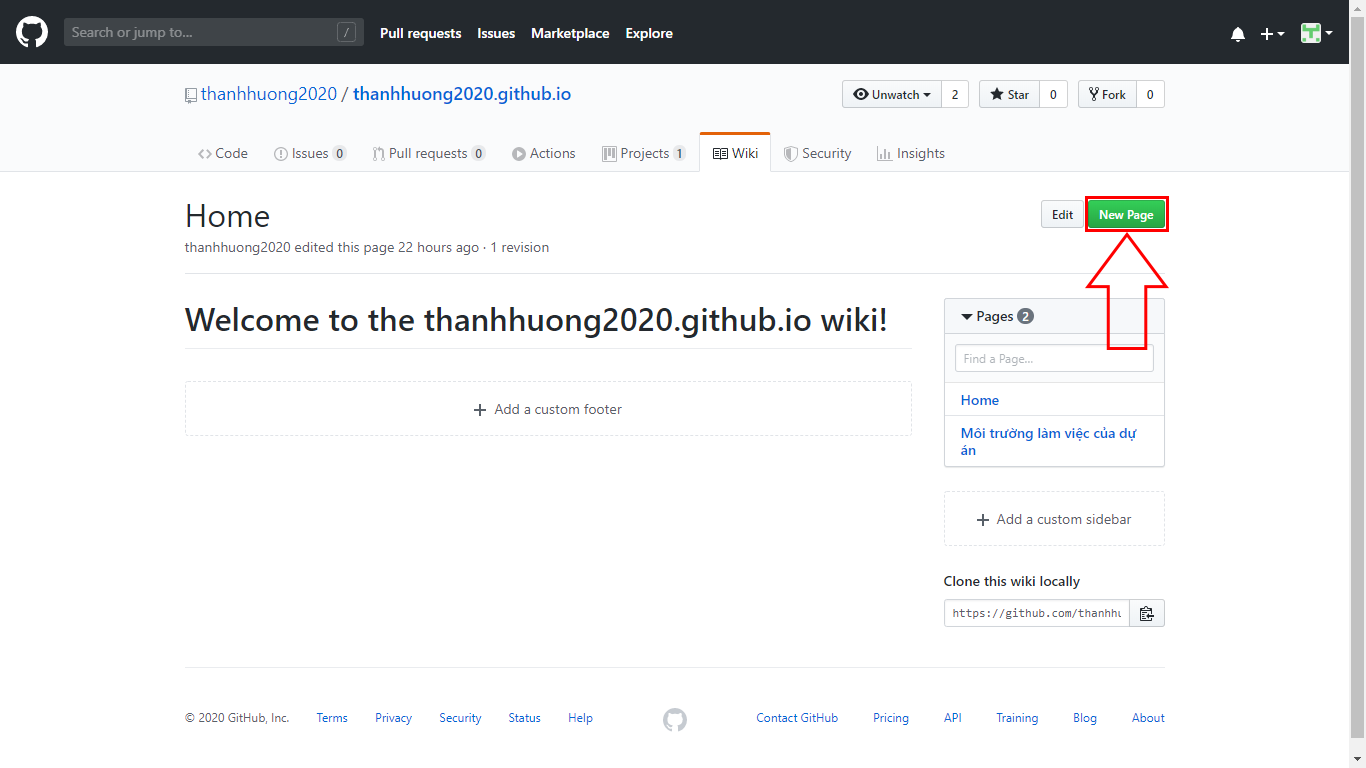 Search or jump to... /
Pull requests Issues Marketplace Explore
thanhhuong2020 / thanhhuong2020.github.io
Unwatch 2 Star 0 Fork 0
Code Issues 0 Pull requests 0 Actions Projects 1 Wiki Security Insights
Home
Edit New Page
thanhhuong2020 edited this page 22 hours ago · 1 revision
Welcome to the thanhhuong2020.github.io wiki!
Add a custom footer
Pages 2
Find a Page...
Home
Môi trường làm việc của dự
án
Add a custom sidebar
Clone this wiki locally
https://github.com/thanhhu
© 2020 GitHub, Inc. Terms Privacy Security Status Help Contact GitHub Pricing API Training Blog About